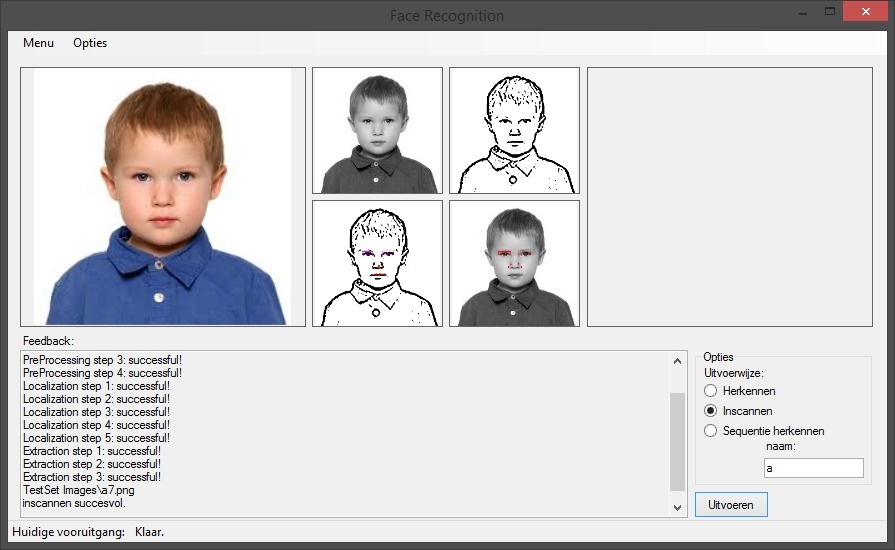 Face Recognition
Menu Opties
Feedback:
PreProcessing step 3: successful!
PreProcessing step 4: successful!
Localization step 1: successful!
Localization step 2: successful!
Localization step 3: successful!
Localization step 4: successful!
Localization step 5: successful!
Extraction step 1: successful!
Extraction step 2: successful!
Extraction step 3: successful!
TestSet Images\a7.png
inscannen succesvol.
Opties
Uitvoerwijze:
Herkennen
Inscannen
Sequentie herkennen
naam:
a
Uitvoeren
Huidige vooruitgang: Klaar.